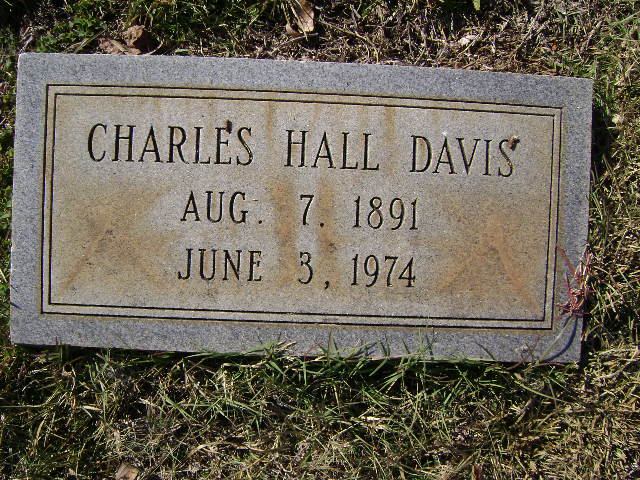 CHARLES HALL DAVIS
AUG. 7. 1891
JUNE 3, 1974